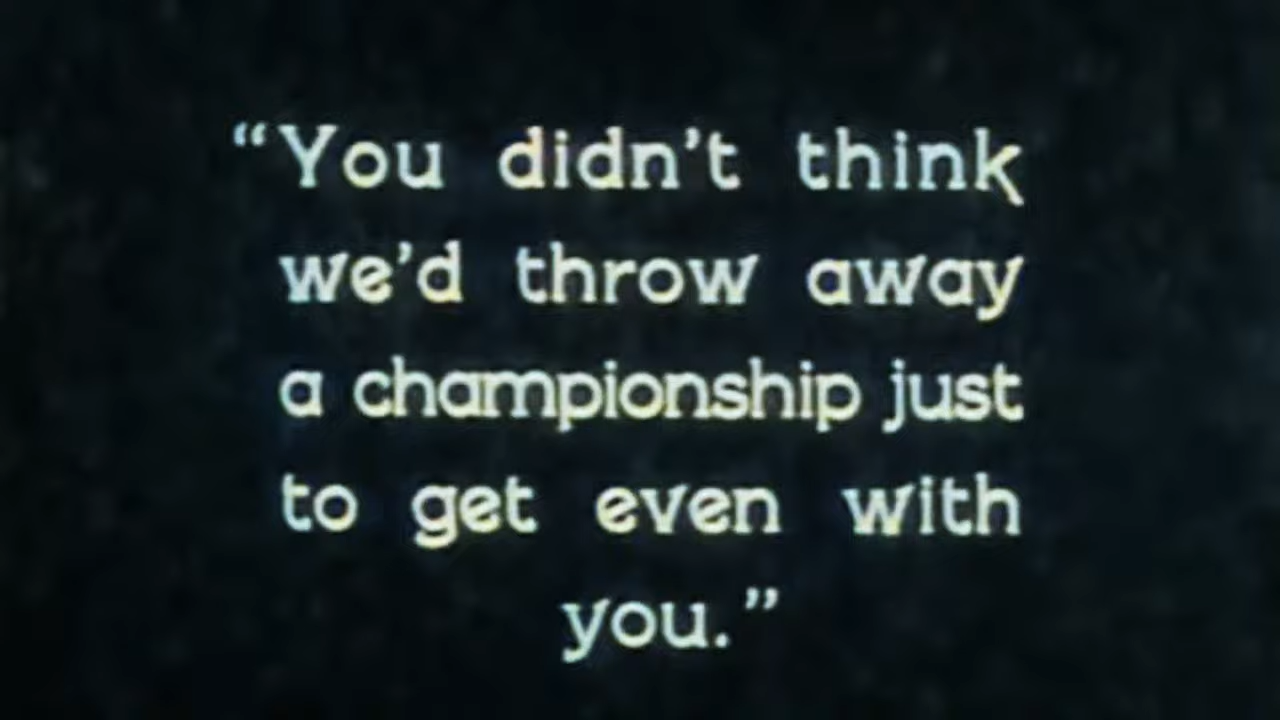 “You didn’t think
we’d throw away
a championship just
to get even with
you.”